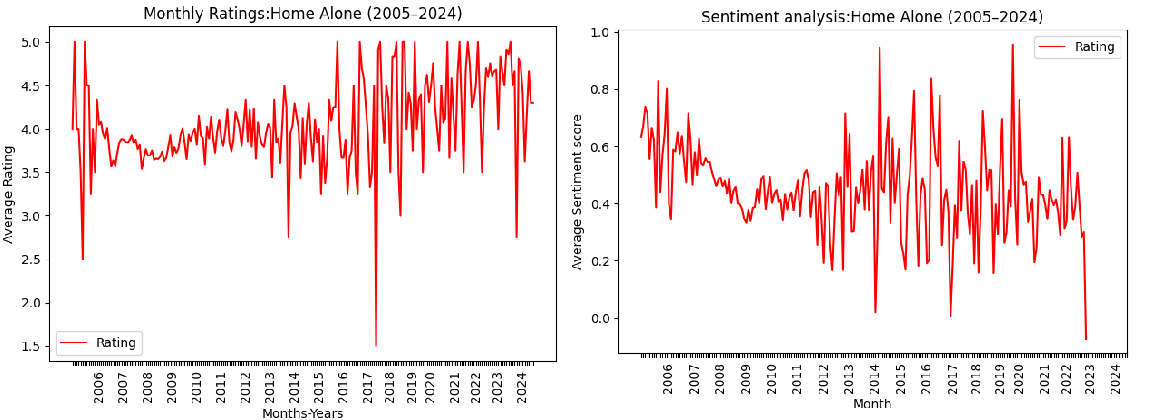 Monthly Ratings:Home Alone (2005–2024)
Average Rating
5.0
4.5
4.0
3.5
3.0
2.5
2.0
1.5
Rating
2006 2007 2008 2009 2010 2011 2012 2013 2014 2015 2016 2017 2018 2019 2020 2021 2022 2023 2024
Months-Years
Sentiment analysis:Home Alone (2005–2024)
Average Sentiment score
1.0
0.8
0.6
0.4
0.2
0.0
Rating
2006 2007 2008 2009 2010 2011 2012 2013 2014 2015 2016 2017 2018 2019 2020 2021 2022 2023 2024
Month